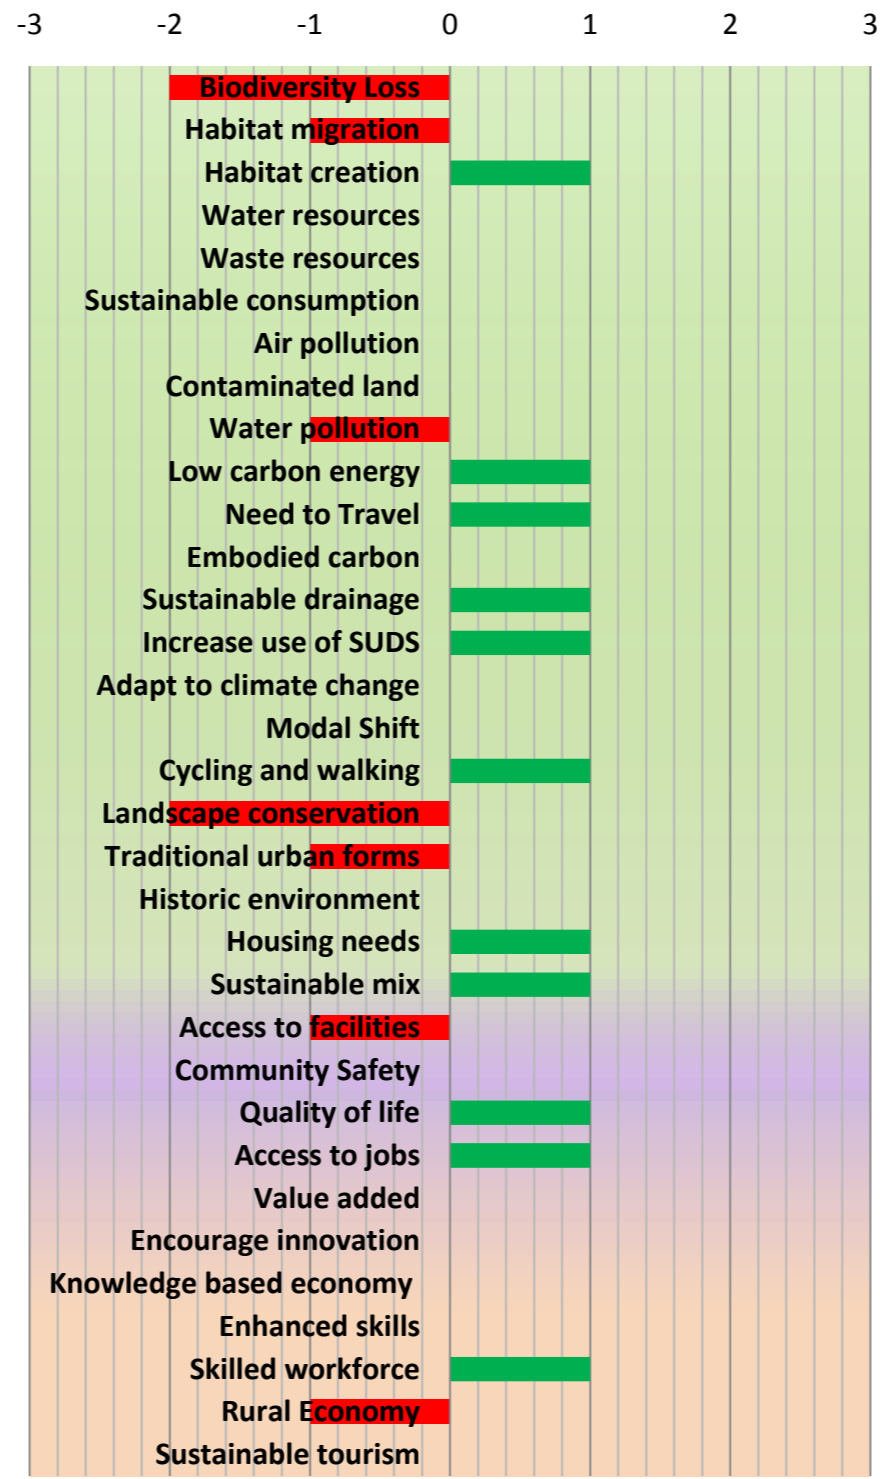 -3 -2 -1 0 1 2 3
Biodiversity Loss
Habitat migration
Habitat creation
Water resources
Waste resources
Sustainable consumption
Air pollution
Contaminated land
Water pollution
Low carbon energy
Need to Travel
Embodied carbon
Sustainable drainage
Increase use of SUDS
Adapt to climate change
Modal Shift
Cycling and walking
Landscape conservation
Traditional urban forms
Historic environment
Housing needs
Sustainable mix
Access to facilities
Community Safety
Quality of life
Access to jobs
Value added
Encourage innovation
Knowledge based economy
Enhanced skills
Skilled workforce
Rural Economy
Sustainable tourism